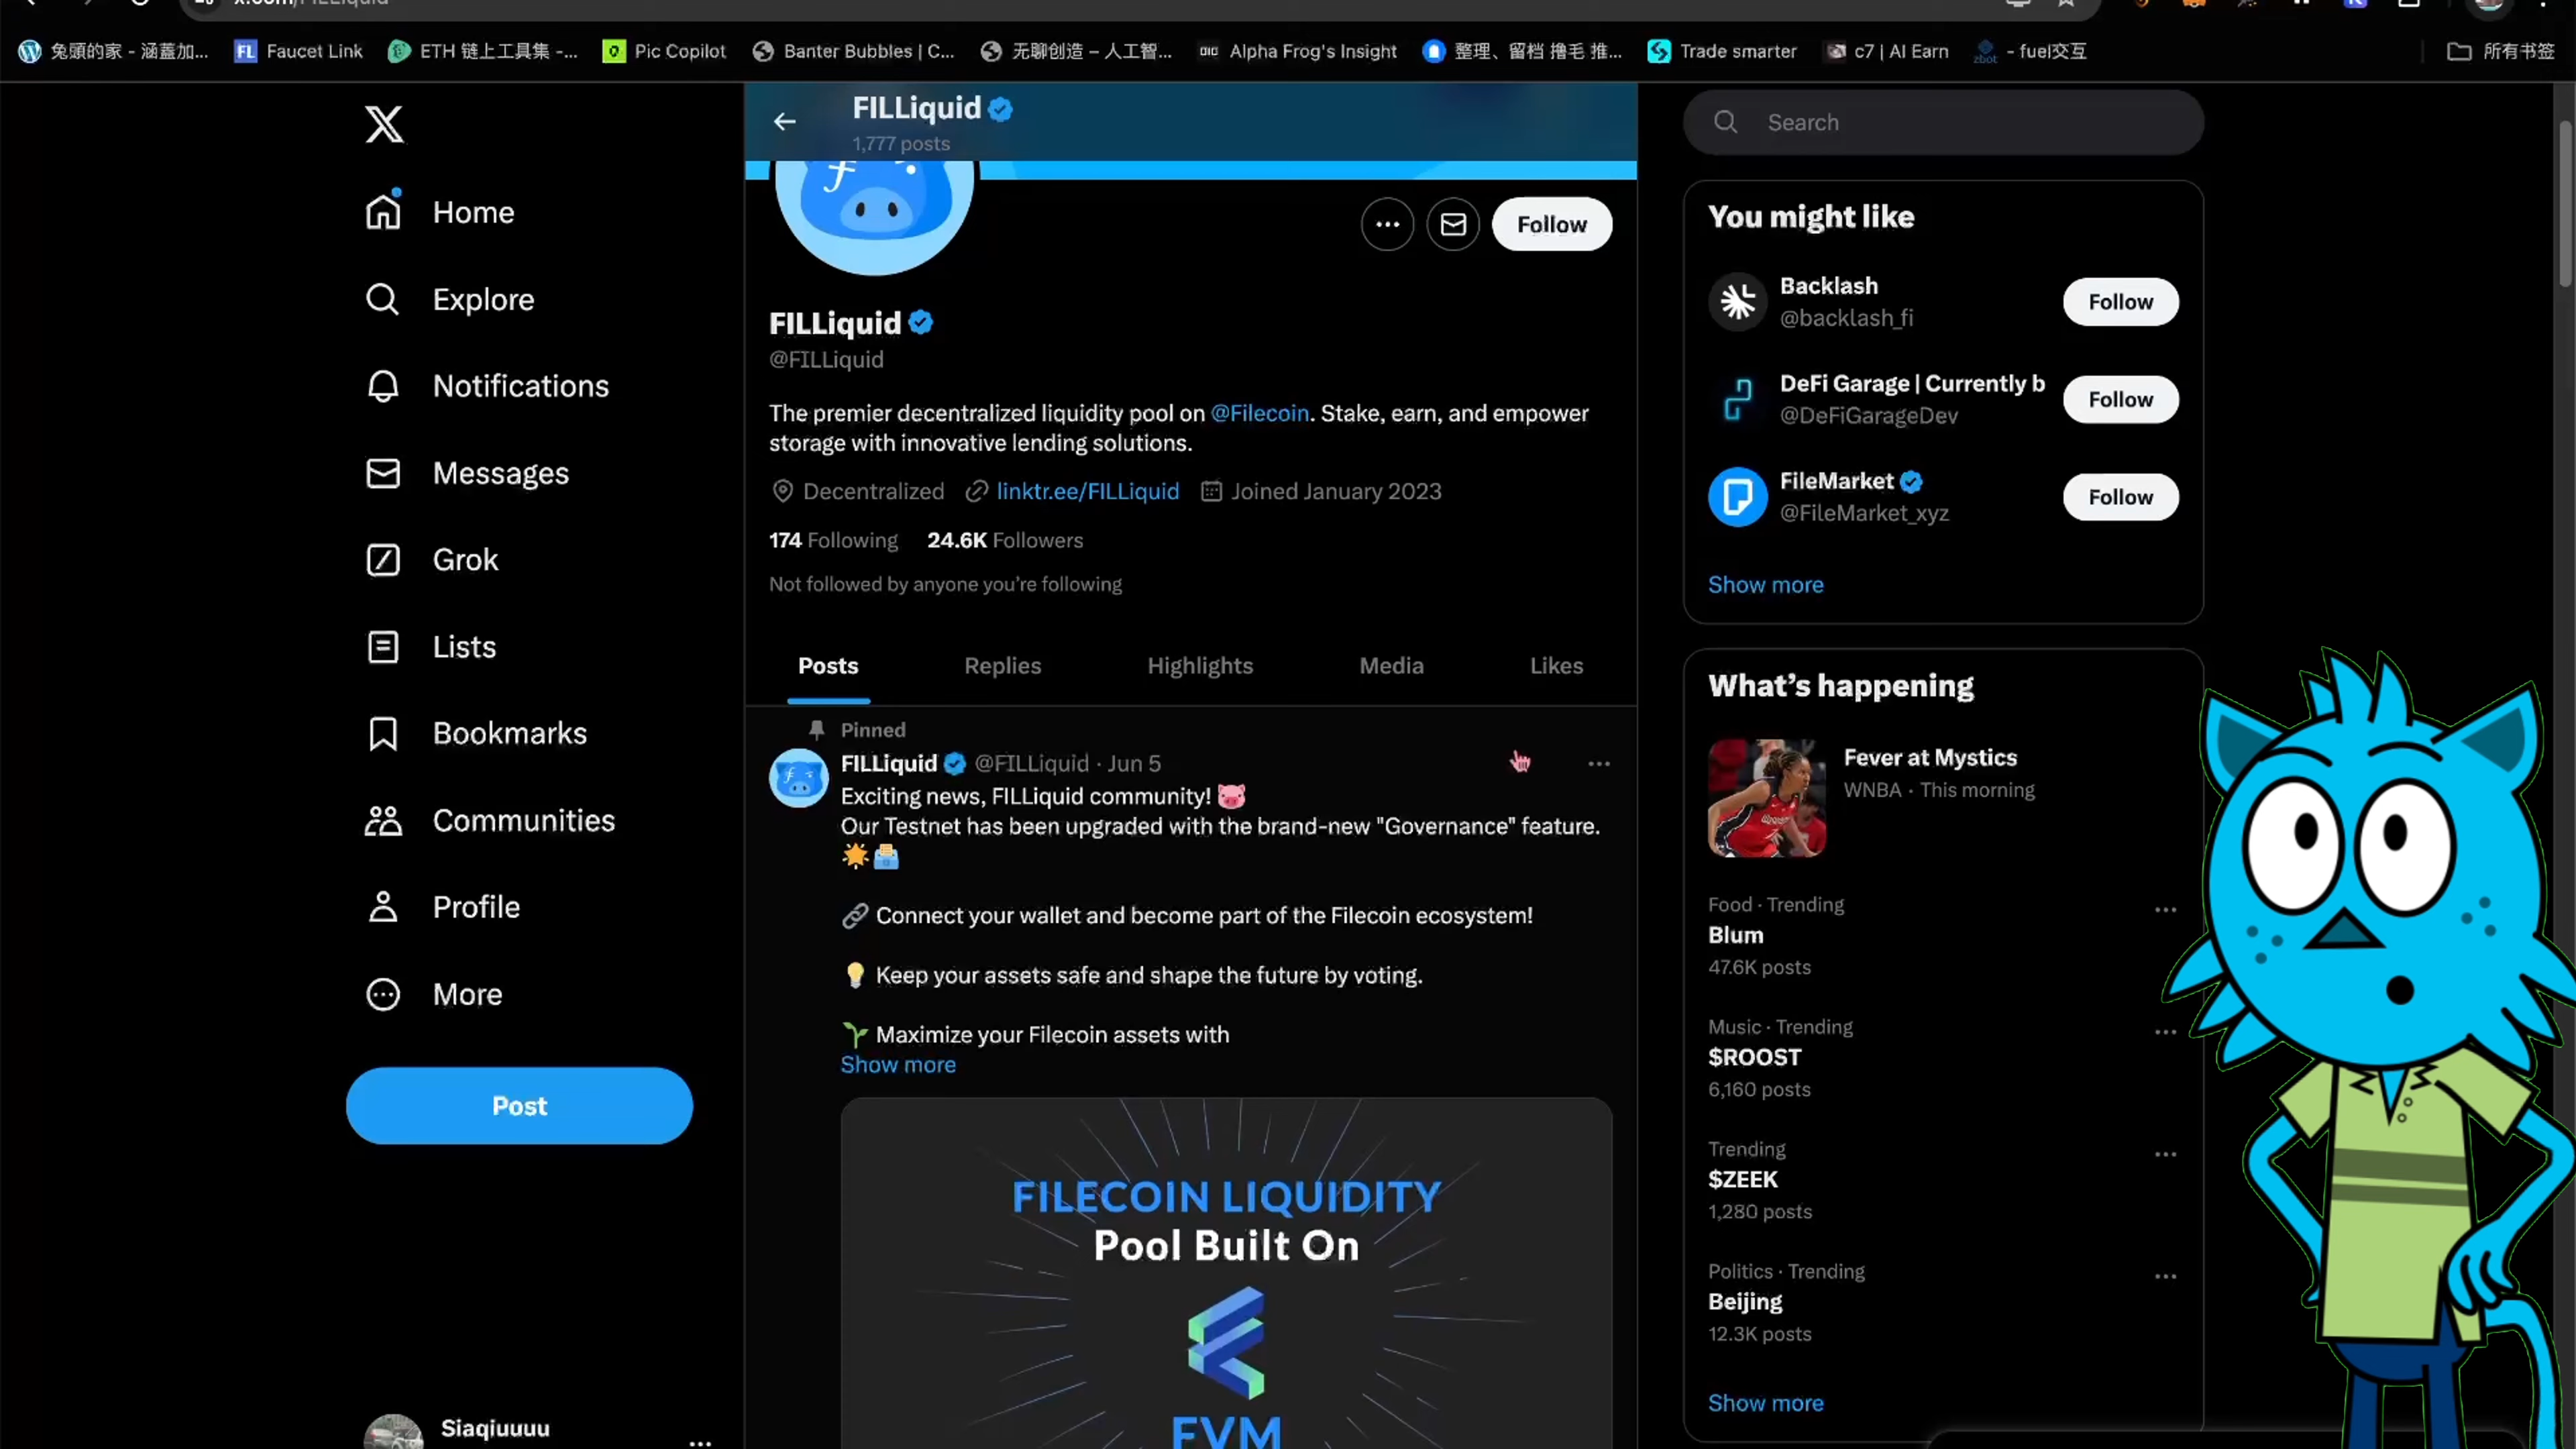 x.com/FILLiquid
兔頭的家 - 涵蓋加...
Faucet Link
ETH 链上工具集 -...
Pic Copilot
Banter Bubbles | C...
无聊创造 – 人工智...
Alpha Frog's Insight
整理、留档 撸毛 推...
Trade smarter
c7 | AI Earn
- fuel交互
所有书签
Home
Explore
Notifications
Messages
Grok
Lists
Bookmarks
Communities
Profile
More
Post
Siaqiuuuu
FILLiquid
1,777 posts
Follow
FILLiquid
@FILLiquid
The premier decentralized liquidity pool on @Filecoin. Stake, earn, and empower
storage with innovative lending solutions.
Decentralized linktr.ee/FILLiquid Joined January 2023
174 Following 24.6K Followers
Not followed by anyone you're following
Posts Replies Highlights Media Likes
Pinned
FILLiquid @FILLiquid · Jun 5
Exciting news, FILLiquid community! 🐷
Our Testnet has been upgraded with the brand-new "Governance" feature.
🌟🗳️
🔗 Connect your wallet and become part of the Filecoin ecosystem!
💡 Keep your assets safe and shape the future by voting.
🌱 Maximize your Filecoin assets with
Show more
FILECOIN LIQUIDITY
Pool Built On
FVM
Search
You might like
Backlash
@backlash_fi
Follow
DeFi Garage | Currently b
@DeFiGarageDev
Follow
FileMarket
@FileMarket_xyz
Follow
Show more
What's happening
Fever at Mystics
WNBA · This morning
Food · Trending
Blum
47.6K posts
Music · Trending
$ROOST
6,160 posts
Trending
$ZEEK
1,280 posts
Politics · Trending
Beijing
12.3K posts
Show more